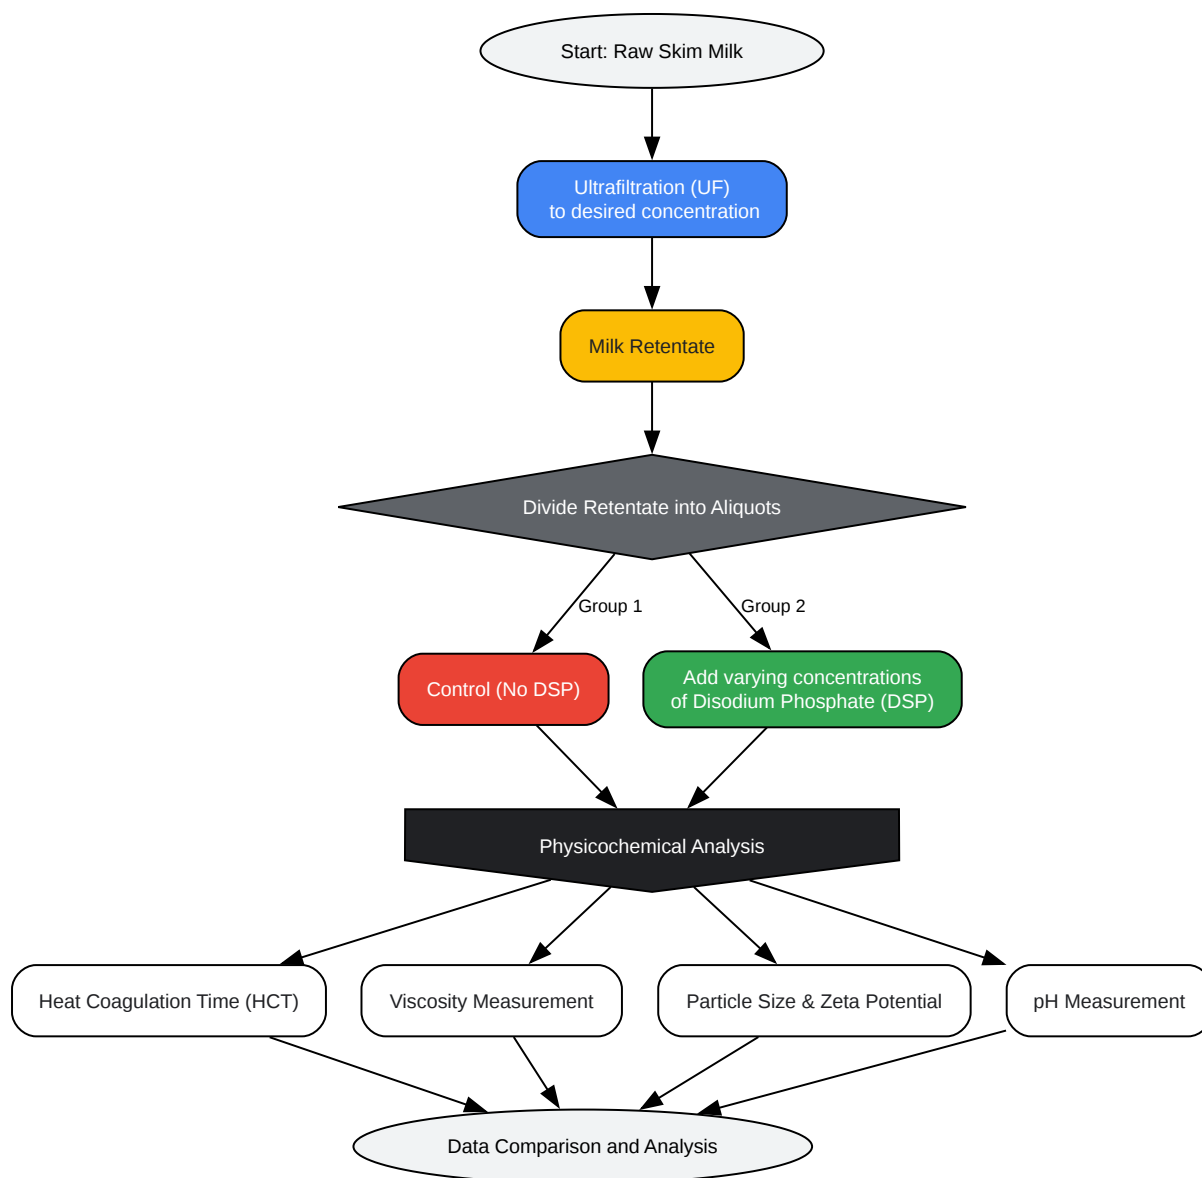 Start: Raw Skim Milk
Ultrafiltration (UF)
to desired concentration
Milk Retentate
Divide Retentate into Aliquots
Group 1
Group 2
Control (No DSP)
Add varying concentrations
of Disodium Phosphate (DSP)
Physicochemical Analysis
Heat Coagulation Time (HCT)
Viscosity Measurement
Particle Size & Zeta Potential
pH Measurement
Data Comparison and Analysis